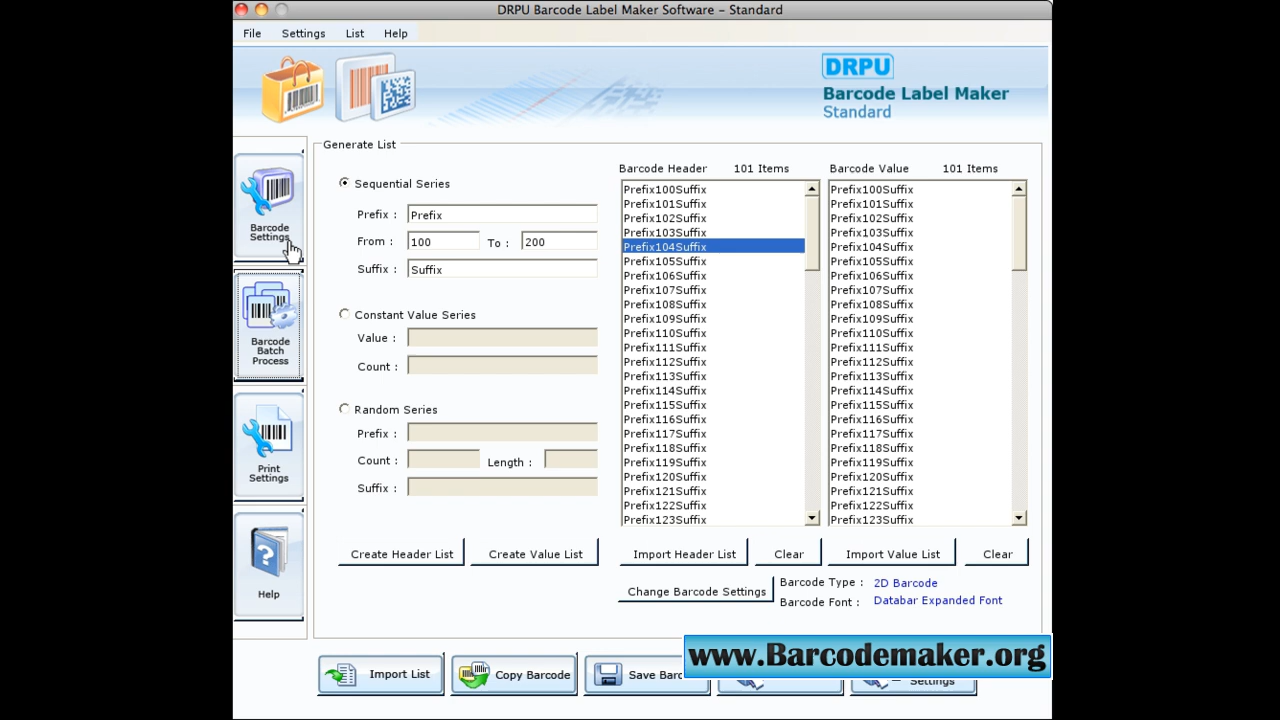 DRPU Barcode Label Maker Software - Standard
File Settings List Help
DRPU
Barcode Label Maker
Standard
Barcode
Settings
Barcode
Batch
Process
Print
Settings
Help
Generate List
Sequential Series
Prefix : Prefix
From : 100 To : 200
Suffix : Suffix
Constant Value Series
Value :
Count :
Random Series
Prefix :
Count : Length :
Suffix :
Create Header List Create Value List
Barcode Header 101 Items
Prefix100Suffix
Prefix101Suffix
Prefix102Suffix
Prefix103Suffix
Prefix104Suffix
Prefix105Suffix
Prefix106Suffix
Prefix107Suffix
Prefix108Suffix
Prefix109Suffix
Prefix110Suffix
Prefix111Suffix
Prefix112Suffix
Prefix113Suffix
Prefix114Suffix
Prefix115Suffix
Prefix116Suffix
Prefix117Suffix
Prefix118Suffix
Prefix119Suffix
Prefix120Suffix
Prefix121Suffix
Prefix122Suffix
Prefix123Suffix
Barcode Value 101 Items
Prefix100Suffix
Prefix101Suffix
Prefix102Suffix
Prefix103Suffix
Prefix104Suffix
Prefix105Suffix
Prefix106Suffix
Prefix107Suffix
Prefix108Suffix
Prefix109Suffix
Prefix110Suffix
Prefix111Suffix
Prefix112Suffix
Prefix113Suffix
Prefix114Suffix
Prefix115Suffix
Prefix116Suffix
Prefix117Suffix
Prefix118Suffix
Prefix119Suffix
Prefix120Suffix
Prefix121Suffix
Prefix122Suffix
Prefix123Suffix
Import Header List Clear Import Value List Clear
Change Barcode Settings
Barcode Type : 2D Barcode
Barcode Font : Databar Expanded Font
Import List Copy Barcode Save Barc Settings
www.Barcodemaker.org